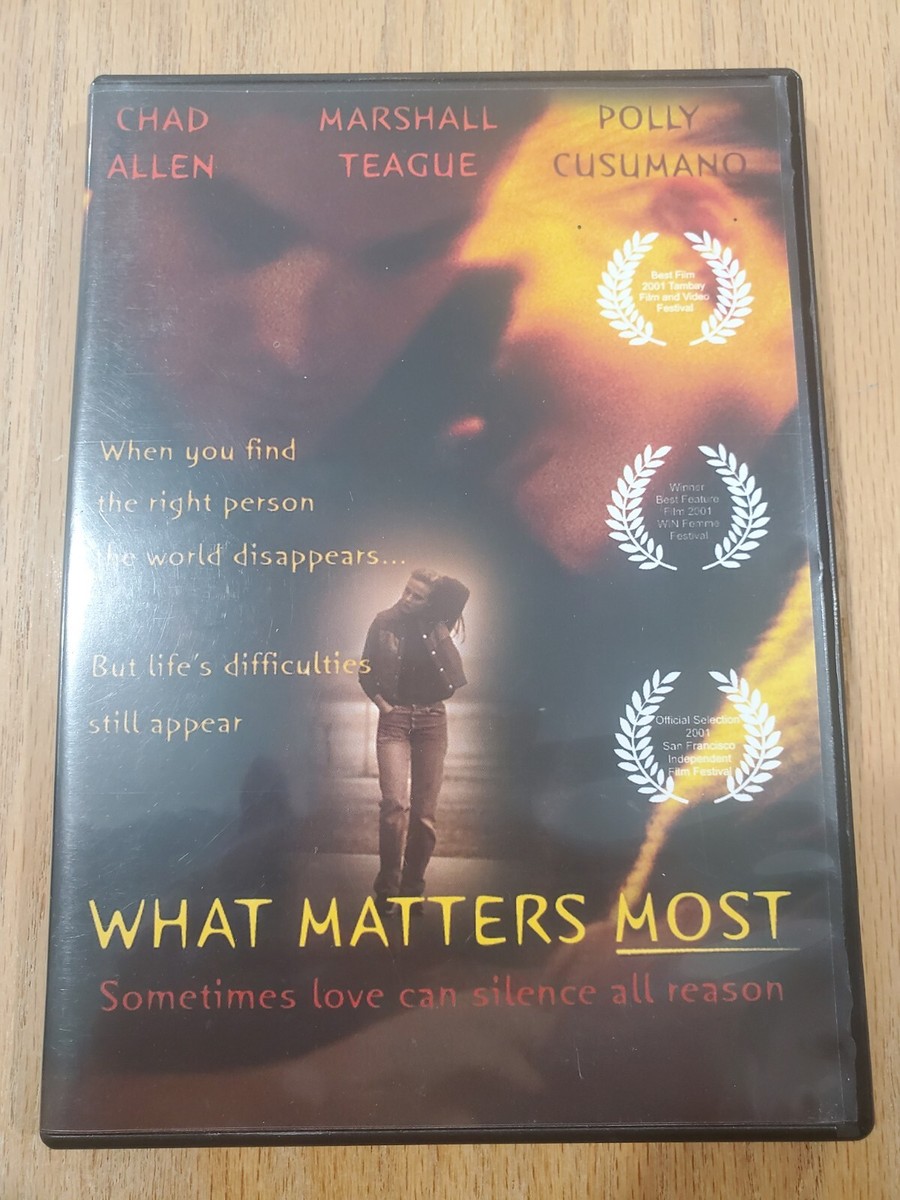 CHAD
ALLEN
MARSHALL
TEAGUE
POLLY
CUSUMANO
Best Film
2001 Tambay
Film and Video
Festival
When you find
the right person
the world disappears...
Winner
Best Feature
Film 2001
WIN Femme
Festival
But life's difficulties
still appear
Official Selection
2001
San Francisco
Independent
Film Festival
WHAT MATTERS MOST
Sometimes love can silence all reason